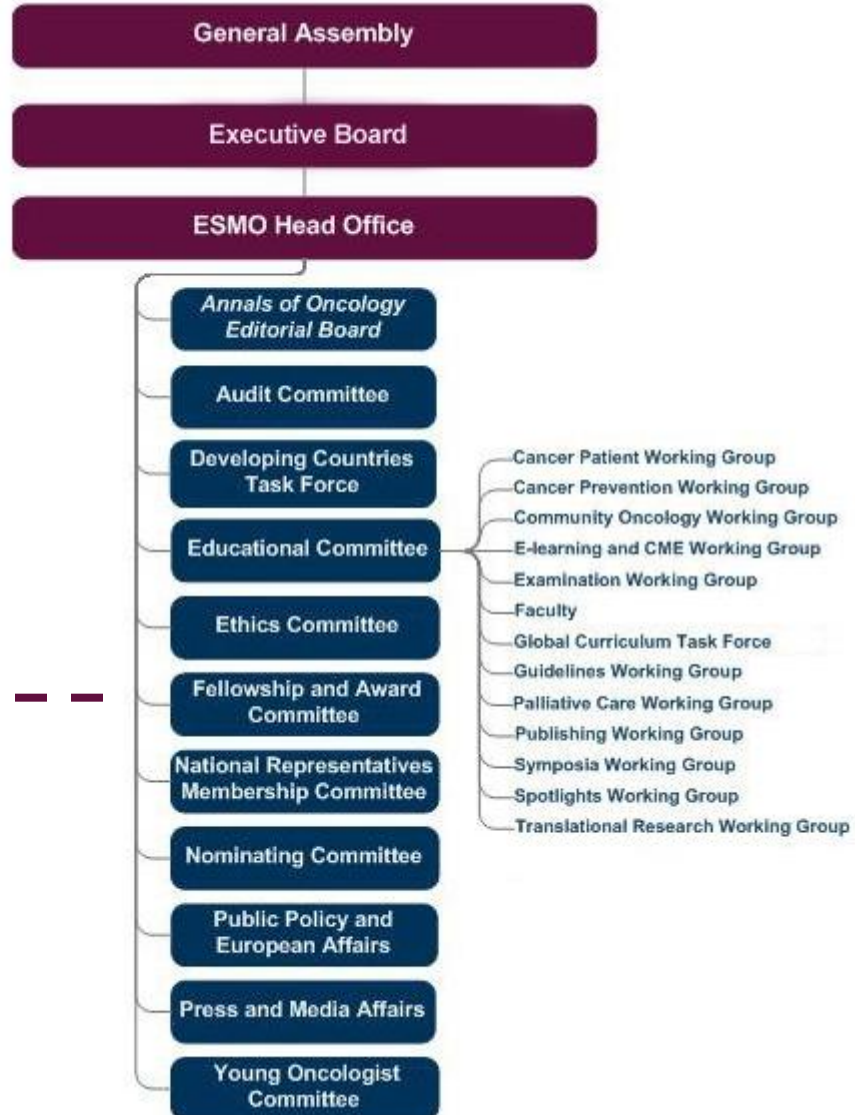 General Assembly
Executive Board
ESMO Head Office
Annals of Oncology
Editorial Board
Audit Committee
Developing Countries
Task Force
Educational Committee
Ethics Committee
Fellowship and Award
Committee
National Representatives
Membership Committee
Nominating Committee
Public Policy and
European Affairs
Press and Media Affairs
Young Oncologist
Committee
Cancer Patient Working Group
Cancer Prevention Working Group
Community Oncology Working Group
E-learning and CME Working Group
Examination Working Group
Faculty
Global Curriculum Task Force
Guidelines Working Group
Palliative Care Working Group
Publishing Working Group
Symposia Working Group
Spotlights Working Group
Translational Research Working Group